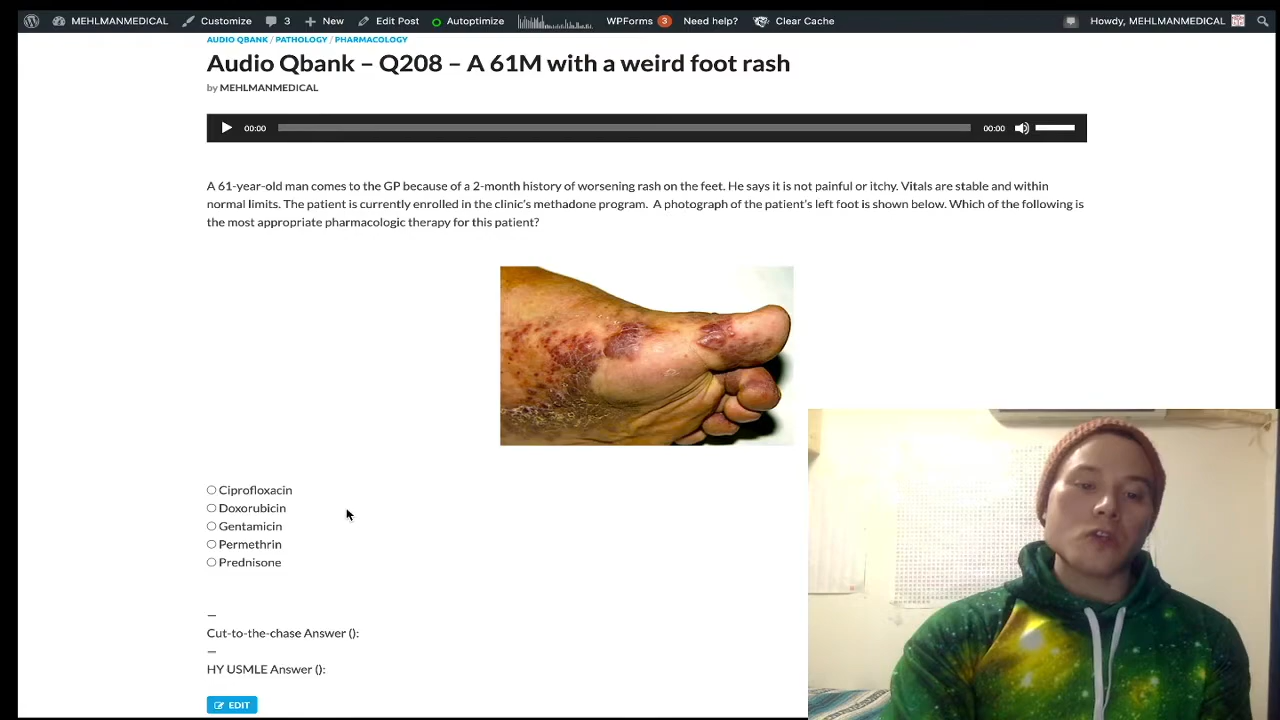 MEHLMANMEDICAL Customize 3 New Edit Post Autoptimize WPForms 3 Need help? Clear Cache Howdy, MEHLMANMEDICAL
AUDIO QBANK / PATHOLOGY / PHARMACOLOGY
Audio Qbank – Q208 – A 61M with a weird foot rash
by MEHLMANMEDICAL
00:00 00:00
A 61-year-old man comes to the GP because of a 2-month history of worsening rash on the feet. He says it is not painful or itchy. Vitals are stable and within
normal limits. The patient is currently enrolled in the clinic's methadone program. A photograph of the patient's left foot is shown below. Which of the following is
the most appropriate pharmacologic therapy for this patient?
Ciprofloxacin
Doxorubicin
Gentamicin
Permethrin
Prednisone
—
Cut-to-the-chase Answer ():
—
HY USMLE Answer ():
EDIT